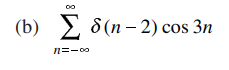 (b) ∞
∑ δ(n – 2) cos 3n
n=–∞